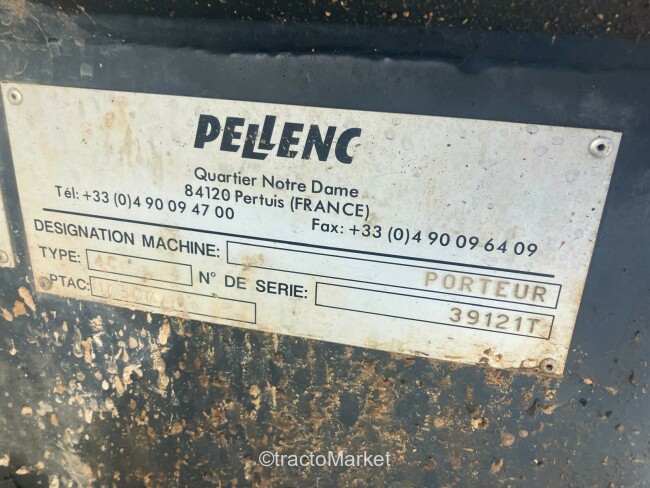 PELLENC
Quartier Notre Dame
84120 Pertuis (FRANCE)
Tél: +33 (0)4 90 09 47 00 Fax: +33 (0)4 90 09 64 09
DESIGNATION MACHINE: PORTEUR
TYPE: N° DE SERIE: 39121T
PTAC:
©tractoMarket